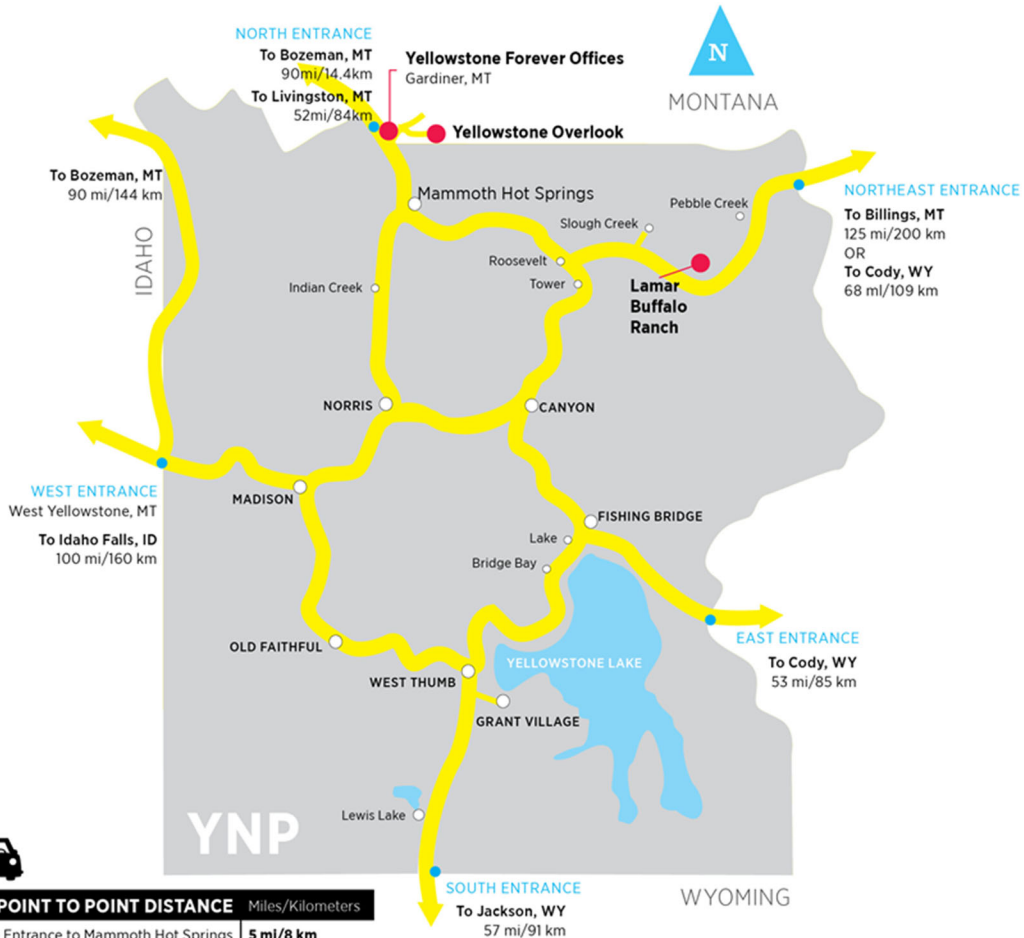 NORTH ENTRANCE
To Bozeman, MT
90mi/14.4km
To Livingston, MT
52mi/84km
Yellowstone Forever Offices
Gardiner, MT
Yellowstone Overlook
N
MONTANA
To Bozeman, MT
90 mi/144 km
IDAHO
Mammoth Hot Springs
Slough Creek
Pebble Creek
Roosevelt
Tower
Indian Creek
Lamar
Buffalo
Ranch
NORTHEAST ENTRANCE
To Billings, MT
125 mi/200 km
OR
To Cody, WY
68 ml/109 km
NORRIS
CANYON
WEST ENTRANCE
West Yellowstone, MT
To Idaho Falls, ID
100 mi/160 km
MADISON
FISHING BRIDGE
Lake
Bridge Bay
EAST ENTRANCE
To Cody, WY
53 mi/85 km
OLD FAITHFUL
WEST THUMB
YELLOWSTONE LAKE
GRANT VILLAGE
Lewis Lake
YNP
SOUTH ENTRANCE
To Jackson, WY
57 mi/91 km
WYOMING
POINT TO POINT DISTANCE Miles/Kilometers
Entrance to Mammoth Hot Springs 5 mi/8 km